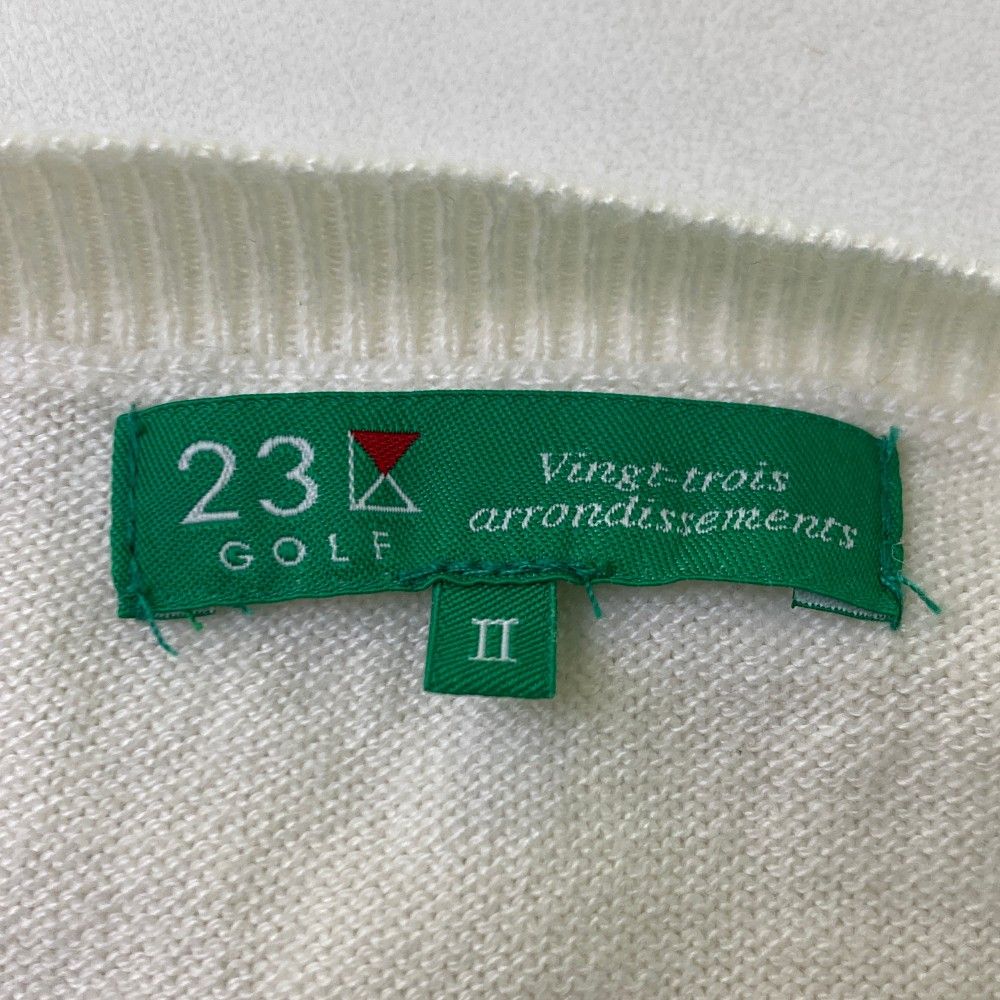 23
GOLF
Vingt-trois
arrondissements
II